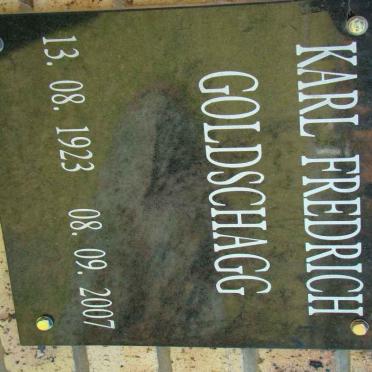 KARL FREDRICH
GOLDSCHAGG
13. 08. 1923 08. 09. 2007